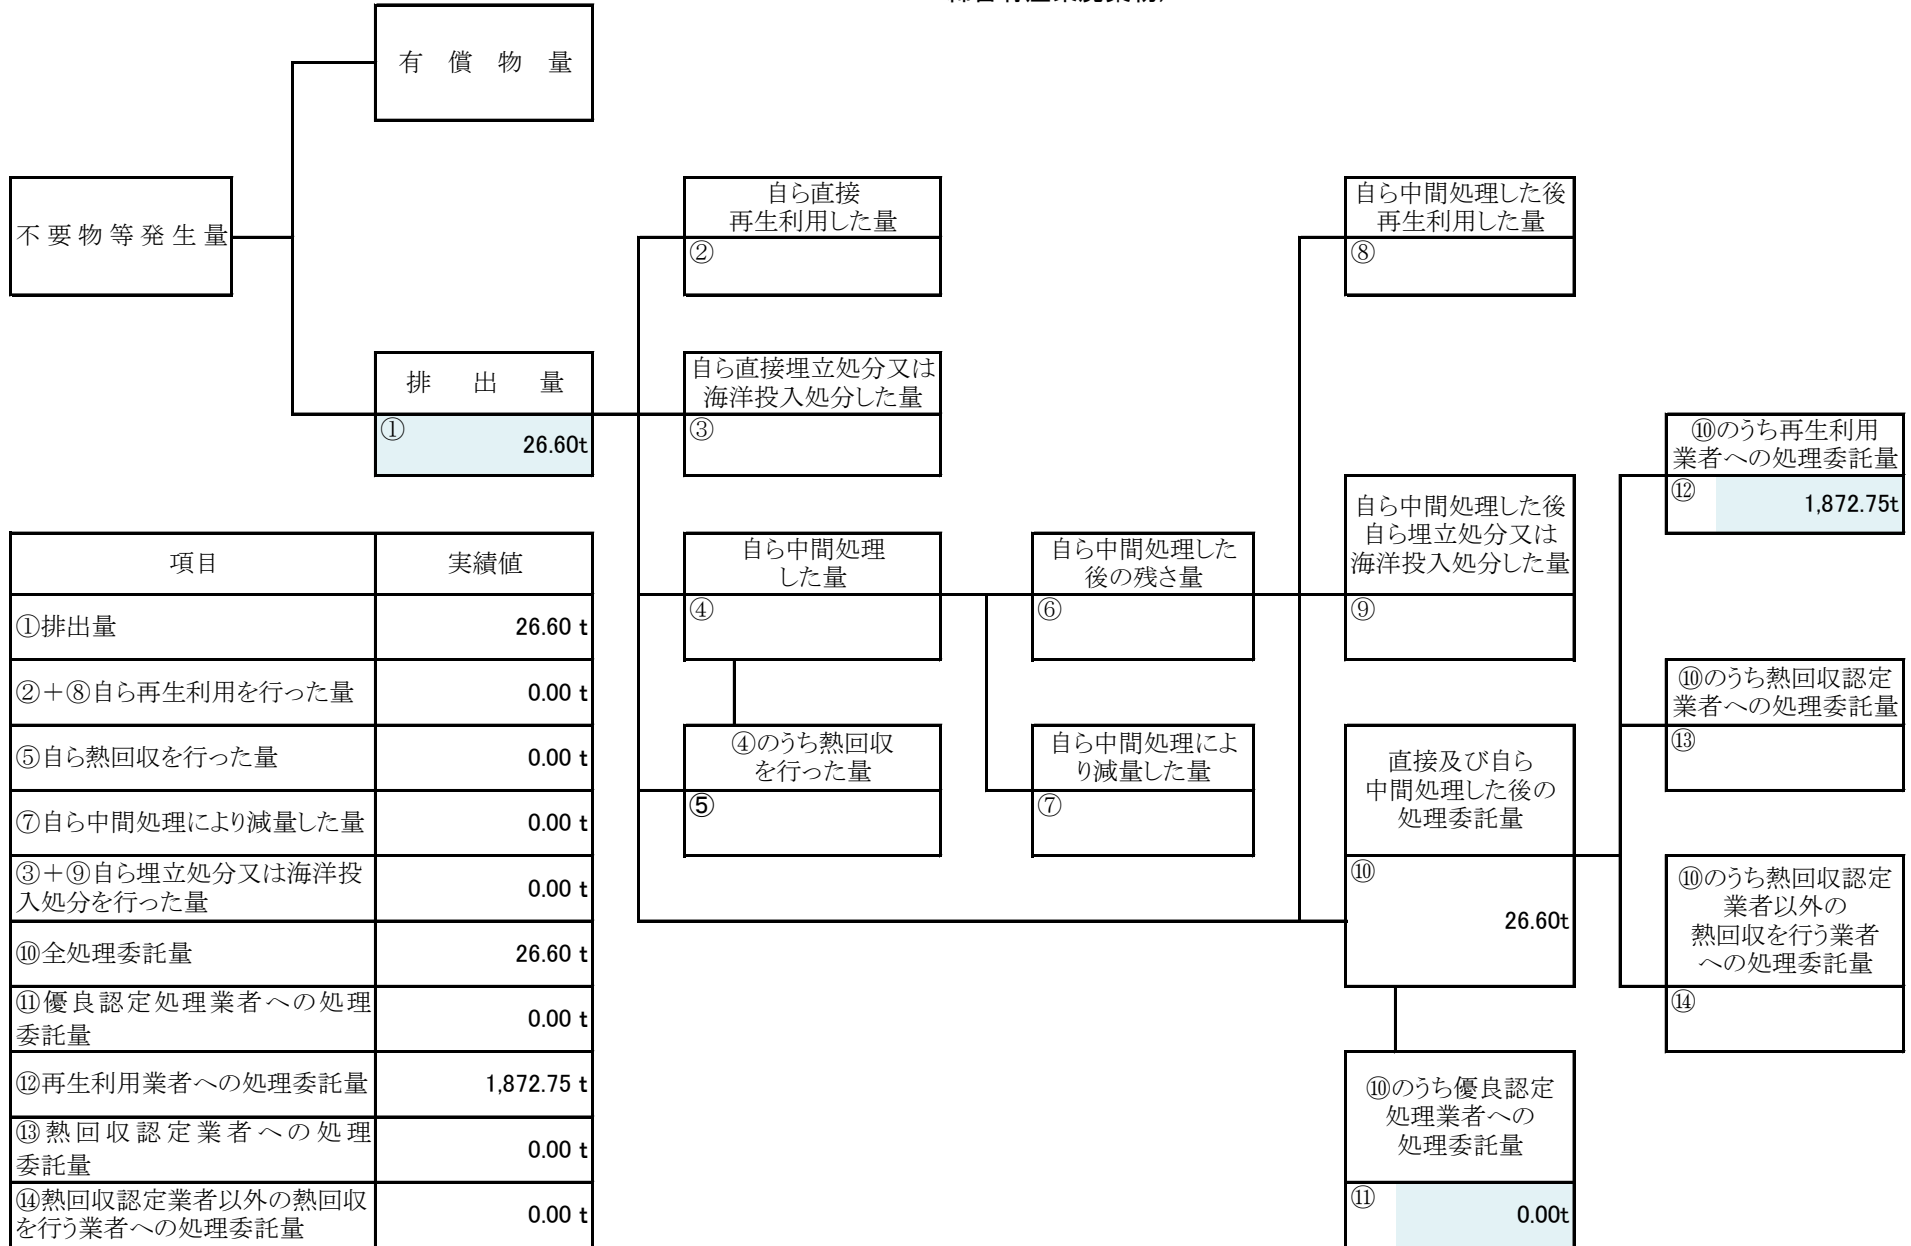 有償物量
不要物等発生量
自ら直接
再生利用した量
②
自ら中間処理した後
再生利用した量
⑧
排出量
①
26.60t
自ら直接埋立処分又は
海洋投入処分した量
③
⑩のうち再生利用
業者への処理委託量
⑫
1,872.75t
自ら中間処理した後
自ら埋立処分又は
海洋投入処分した量
⑨
自ら中間処理
した量
④
自ら中間処理した
後の残さ量
⑥
⑩のうち熱回収認定
業者への処理委託量
⑬
④のうち熱回収
を行った量
⑤
自ら中間処理によ
り減量した量
⑦
直接及び自ら
中間処理した後の
処理委託量
⑩
26.60t
⑩のうち熱回収認定
業者以外の
熱回収を行う業者
への処理委託量
⑭
⑩のうち優良認定
処理業者への
処理委託量
⑪
0.00t
項目 実績値
①排出量 26.60 t
②＋⑧自ら再生利用を行った量 0.00 t
⑤自ら熱回収を行った量 0.00 t
⑦自ら中間処理により減量した量 0.00 t
③＋⑨自ら埋立処分又は海洋投
入処分を行った量 0.00 t
⑩全処理委託量 26.60 t
⑪優良認定処理業者への処理
委託量 0.00 t
⑫再生利用業者への処理委託量 1,872.75 t
⑬熱回収認定業者への処理
委託量 0.00 t
⑭熱回収認定業者以外の熱回収
を行う業者への処理委託量 0.00 t